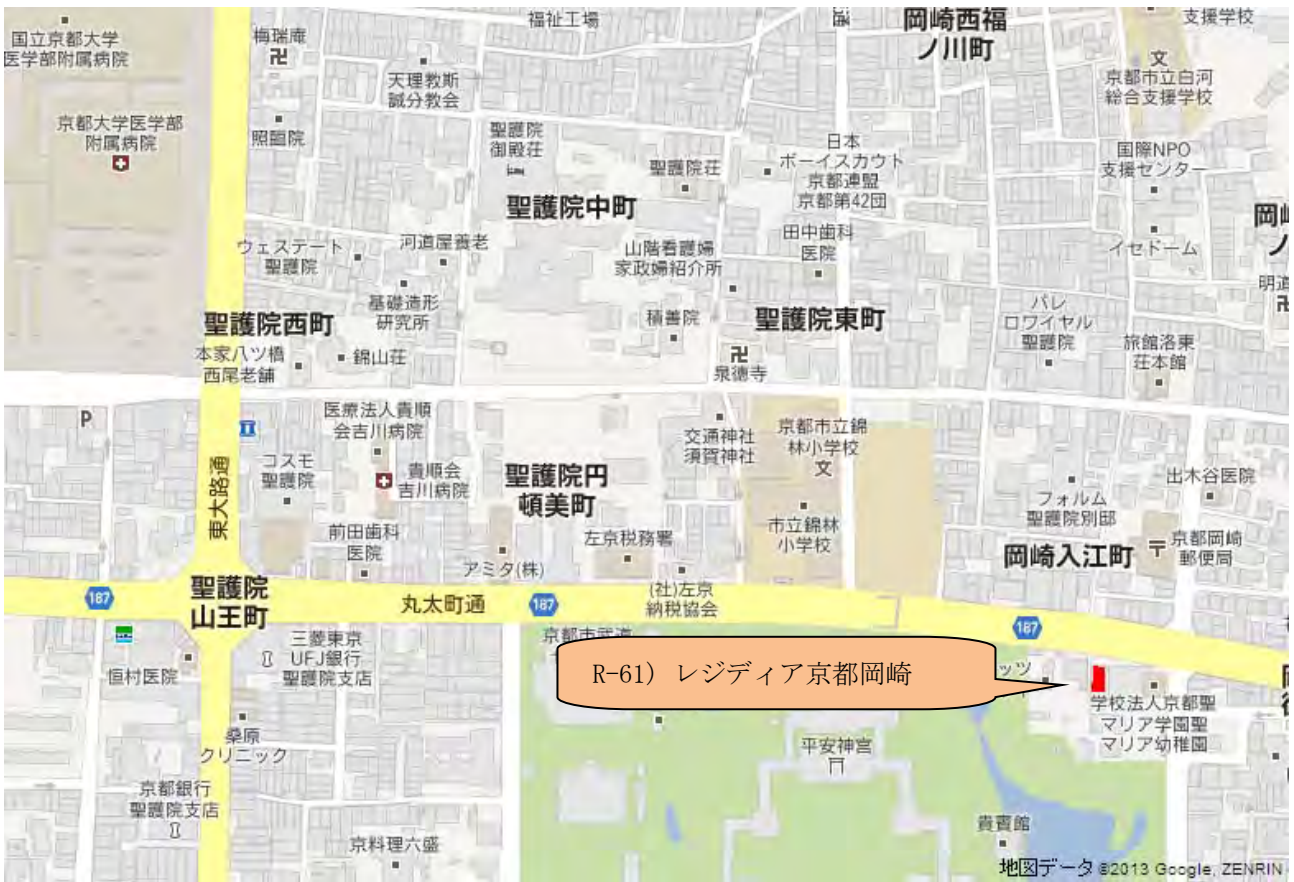 国立京都大学
医学部附属病院
梅瑞庵
福祉工場
岡崎西福
ノ川町
支援学校
文
京都市立白河
総合支援学校
天理教斯
誠分教会
京都大学医学部
附属病院
聖護院
御殿荘
聖護院荘
日本
ボーイスカウト
京都連盟
京都第42団
国際NPO
支援センター
聖護院中町
ウェステート
聖護院
河道屋養老
山階看護婦
家政婦紹介所
田中歯科
医院
イセドーム
基礎造形
研究所
聖護院西町
積善院
聖護院東町
パレ
ロワイヤル
聖護院
旅館洛東
荘本館
本家八ツ橋
西尾老舗
錦山荘
泉徳寺
P
医療法人貴順
会吉川病院
交通神社
須賀神社
京都市立錦
林小学校
文
コスモ
聖護院
貴順会
吉川病院
聖護院円
頓美町
出木谷医院
東大路通
フォルム
聖護院別邸
前田歯科
医院
左京税務署
市立錦林
小学校
岡崎入江町
〒
京都岡崎
郵便局
アミタ(株)
聖護院
山王町
187
丸太町通
187
(社)左京
納税協会
187
三菱東京
UFJ銀行
聖護院支店
恒村医院
R-61) レジディア京都岡崎
ッツ
学校法人京都聖
マリア学園聖
マリア幼稚園
桑原
クリニック
平安神宮
京都銀行
聖護院支店
京料理六盛
貴賓館
地図データ ©2013 Google, ZENRIN